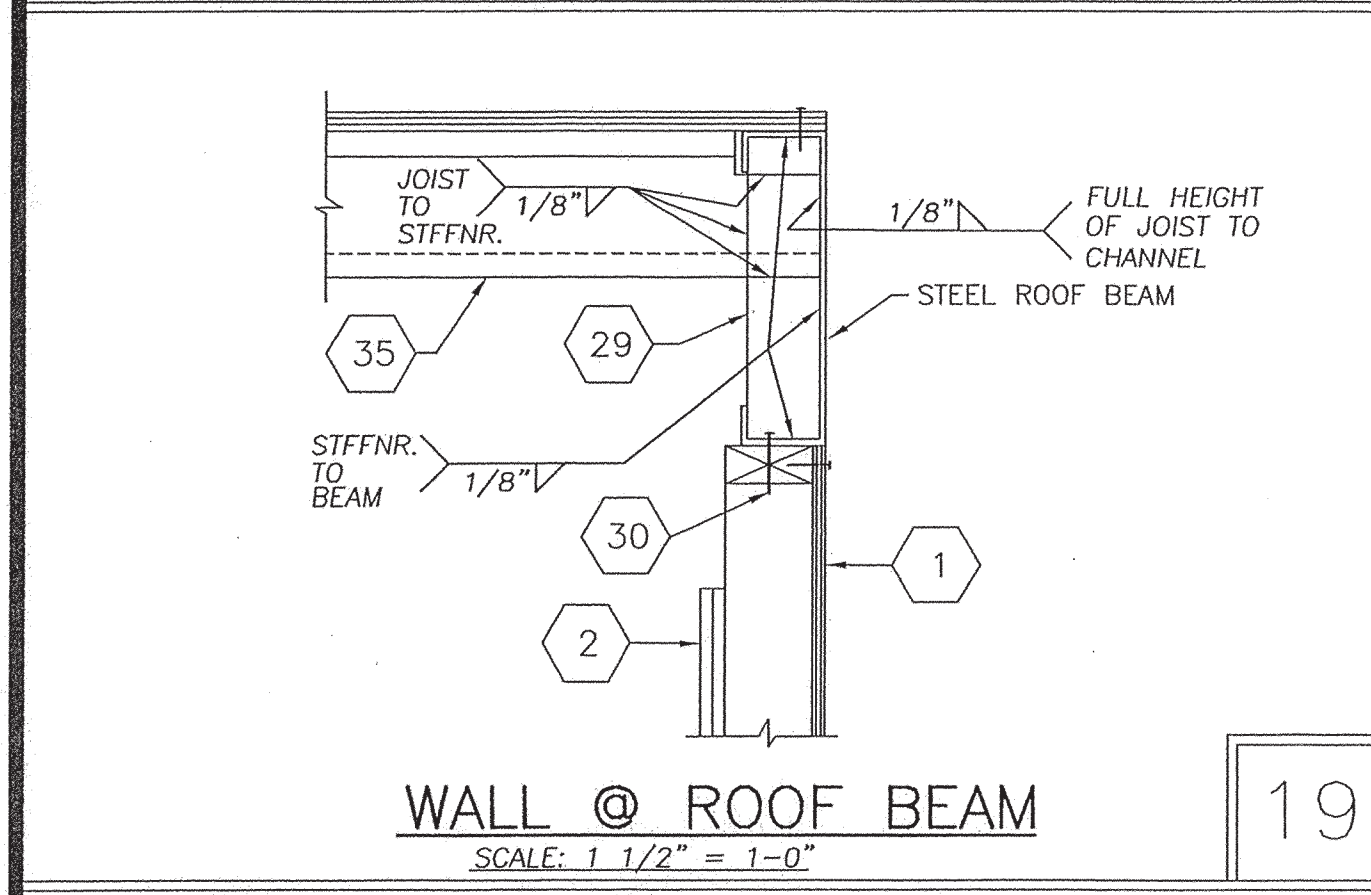 JOIST
TO
STFFNR.
1/8"
1/8"
FULL HEIGHT
OF JOIST TO
CHANNEL
STEEL ROOF BEAM
35
29
STFFNR.
TO
BEAM
1/8"
30
1
2
WALL @ ROOF BEAM
SCALE: 1 1/2" = 1-0"
19